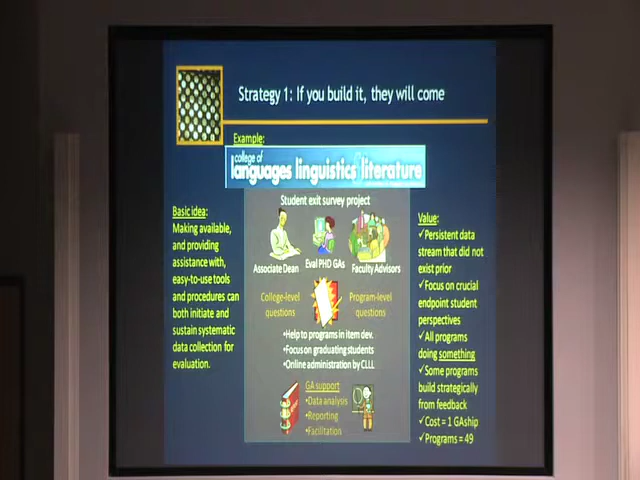 Strategy 1: If you build it, they will come
Example:
college of
languages linguistics literature
Student exit survey project
Associate Dean
Eval PHD GAs
Faculty Advisors
College-level
questions
Program-level
questions
•Help to programs in item dev.
•Focus on graduating students
•Online administration by CLLL
GA support
•Data analysis
•Reporting
•Facilitation
Basic idea:
Making available,
and providing
assistance with,
easy-to-use tools
and procedures can
both initiate and
sustain systematic
data collection for
evaluation.
Value:
✓Persistent data
stream that did not
exist prior
✓Focus on crucial
endpoint student
perspectives
✓All programs
doing something
✓Some programs
build strategically
from feedback
✓Cost = 1 GAship
✓Programs = 49